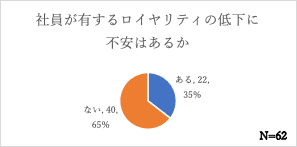 社員が有するロイヤリティの低下に
不安はあるか
ある, 22,
35%
ない, 40,
65%
N=62